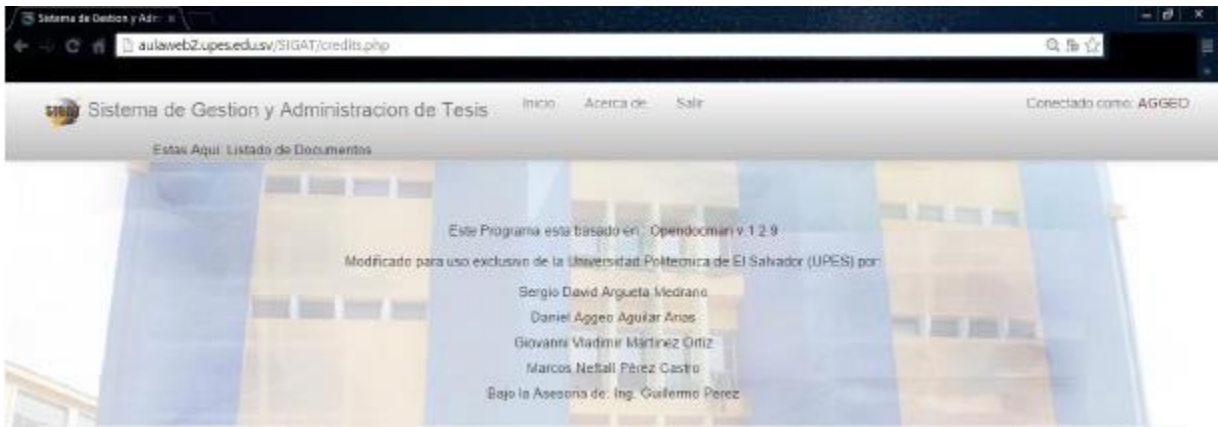 Sistema de Gestion y Adm
aulaweb2.upes.edu.sv/SIGAT/credits.php
SIGAT Sistema de Gestion y Administracion de Tesis Inicio Acerca de Salir Conectado como: AGGEO
Estas Aqui: Listado de Documentos
Este Programa esta basado en : Opendocman v 1.2.9
Modificado para uso exclusivo de la Universidad Politecnica de El Salvador (UPES) por:
Sergio David Argueta Medrano
Daniel Aggeo Aguilar Arias
Giovanni Vladimir Martinez Ortiz
Marcos Neftali Pérez Castro
Bajo la Asesoria de: Ing. Guillermo Perez